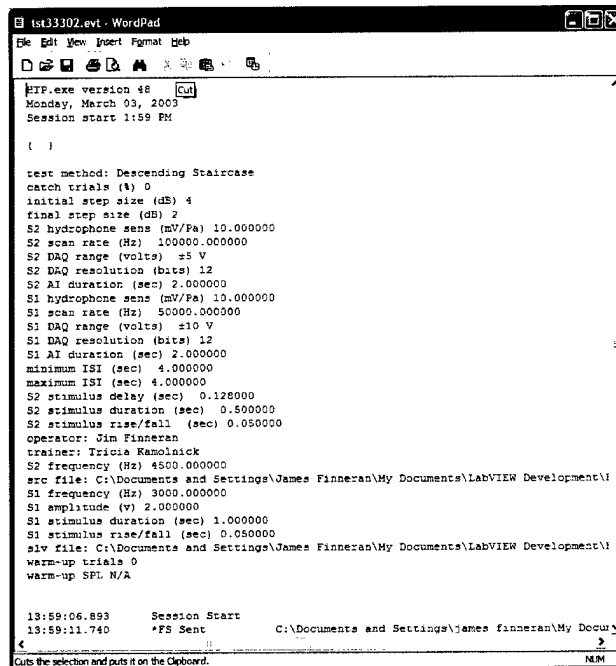 tst33302.evt - WordPad
File Edit View Insert Format Help
HTP.exe version 48 Cut
Monday, March 03, 2003
Session start 1:59 PM
{ }
test method: Descending Staircase
catch trials (%) 0
initial step size (dB) 4
final step size (dB) 2
S2 hydrophone sens (mV/Pa) 10.000000
S2 scan rate (Hz) 100000.000000
S2 DAQ range (volts) ±5 V
S2 DAQ resolution (bits) 12
S2 AI duration (sec) 2.000000
S1 hydrophone sens (mV/Pa) 10.000000
S1 scan rate (Hz) 50000.000000
S1 DAQ range (volts) ±10 V
S1 DAQ resolution (bits) 12
S1 AI duration (sec) 2.000000
minimum ISI (sec) 4.000000
maximum ISI (sec) 4.000000
S2 stimulus delay (sec) 0.128000
S2 stimulus duration (sec) 0.500000
S2 stimulus rise/fall (sec) 0.050000
operator: Jim Finneran
trainer: Tricia Kamolnick
S2 frequency (Hz) 4500.000000
src file: C:\Documents and Settings\James Finneran\My Documents\LabVIEW Development\
S1 frequency (Hz) 3000.000000
S1 amplitude (v) 2.000000
S1 stimulus duration (sec) 1.000000
S1 stimulus rise/fall (sec) 0.050000
slv file: C:\Documents and Settings\James Finneran\My Documents\LabVIEW Development\
warm-up trials 0
warm-up SPL N/A
13:59:06.893 Session Start
13:59:11.740 *FS Sent C:\Documents and Settings\james finneran\My Docum
Cuts the selection and puts it on the Clipboard. NUM